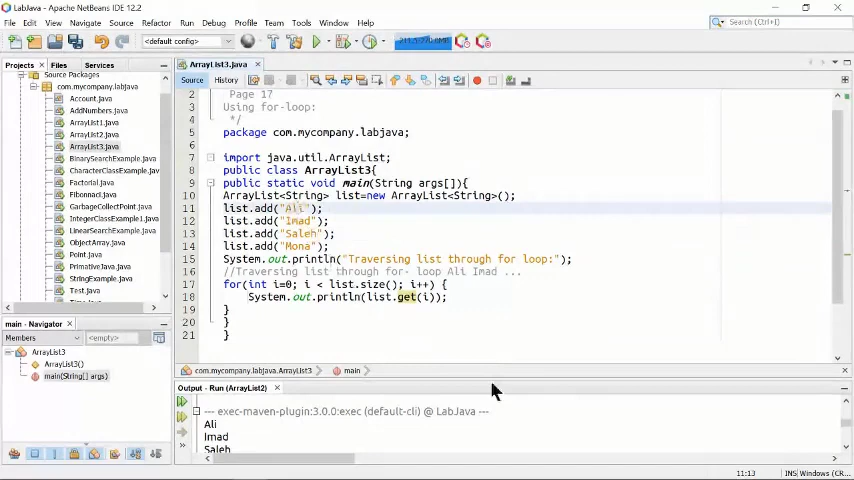 LabJava - Apache NetBeans IDE 12.2
File Edit View Navigate Source Refactor Run Debug Profile Team Tools Window Help
Search (Ctrl+I)
<default config>
Projects Files Services
ArrayList3.java
Source Packages
com.mycompany.labjava
Account.java
AddNumbers.java
ArrayList1.java
ArrayList2.java
ArrayList3.java
BinarySearchExample.java
CharacterClassExample.java
Factorial.java
Fibonnaci.java
GarbageCollectPoint.java
IntegerClassExample1.java
LinearSearchExample.java
ObjectArray.java
Point.java
PrimativeJava.java
StringExample.java
Test.java
Source History
2 Page 17
3 Using for-loop:
4 */
5 package com.mycompany.labjava;
6
7 import java.util.ArrayList;
8 public class ArrayList3{
9 public static void main(String args[]){
10 ArrayList<String> list=new ArrayList<String>();
11 list.add("Ali");
12 list.add("Imad");
13 list.add("Saleh");
14 list.add("Mona");
15 System.out.println("Traversing list through for loop:");
16 //Traversing list through for- loop Ali Imad ...
17 for(int i=0; i < list.size(); i++) {
18 System.out.println(list.get(i));
19 }
20 }
21 }
com.mycompany.labjava.ArrayList3 main
main - Navigator
Members <empty>
ArrayList3
ArrayList3()
main(String[] args)
Output - Run (ArrayList2)
--- exec-maven-plugin:3.0.0:exec (default-cli) @ LabJava ---
Ali
Imad
Saleh
11:13 INS Windows (CRLF)